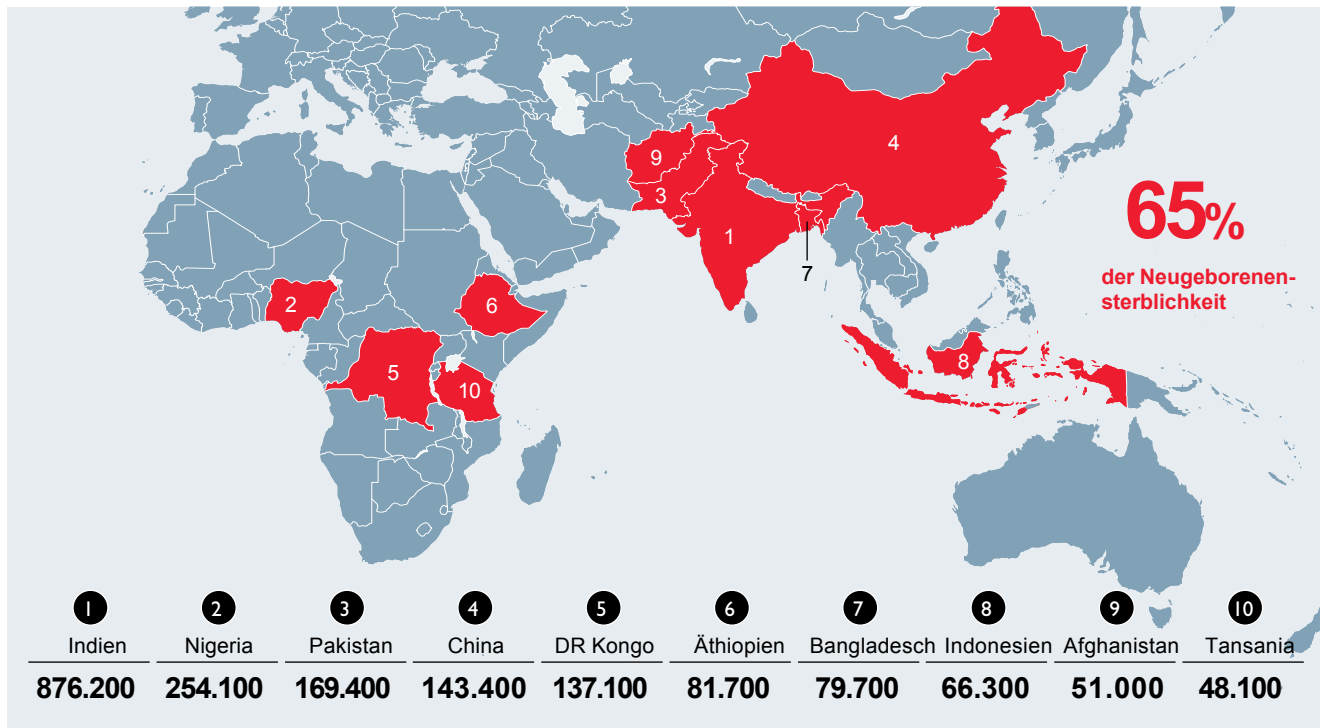 9
4
3
65%
1
7
der Neugeborenen-
sterblichkeit
2
6
5
8
10
1 2 3 4 5 6 7 8 9 10
Indien Nigeria Pakistan China DR Kongo Äthiopien Bangladesch Indonesien Afghanistan Tansania
876.200 254.100 169.400 143.400 137.100 81.700 79.700 66.300 51.000 48.100